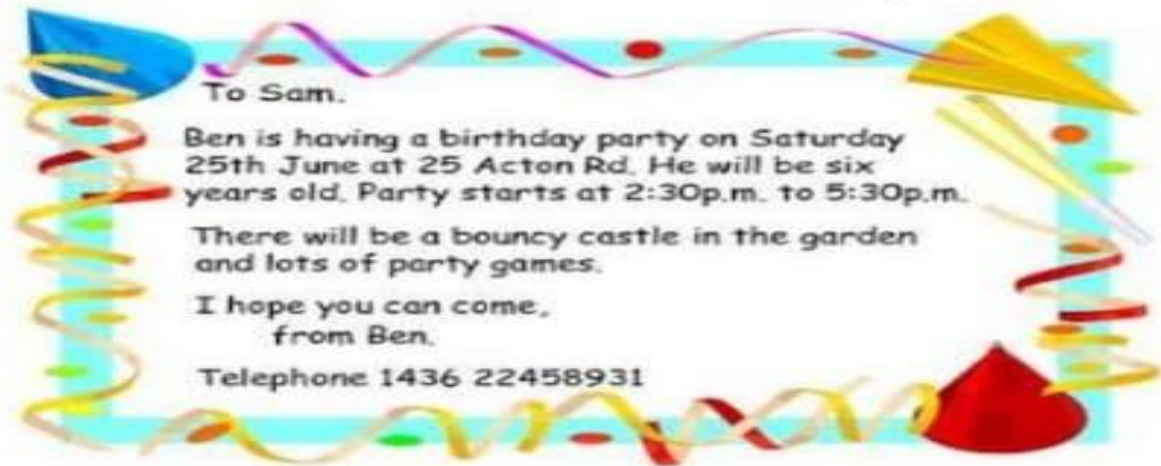 To Sam.
Ben is having a birthday party on Saturday
25th June at 25 Acton Rd. He will be six
years old. Party starts at 2:30p.m. to 5:30p.m.
There will be a bouncy castle in the garden
and lots of party games.
I hope you can come,
from Ben.
Telephone 1436 22458931